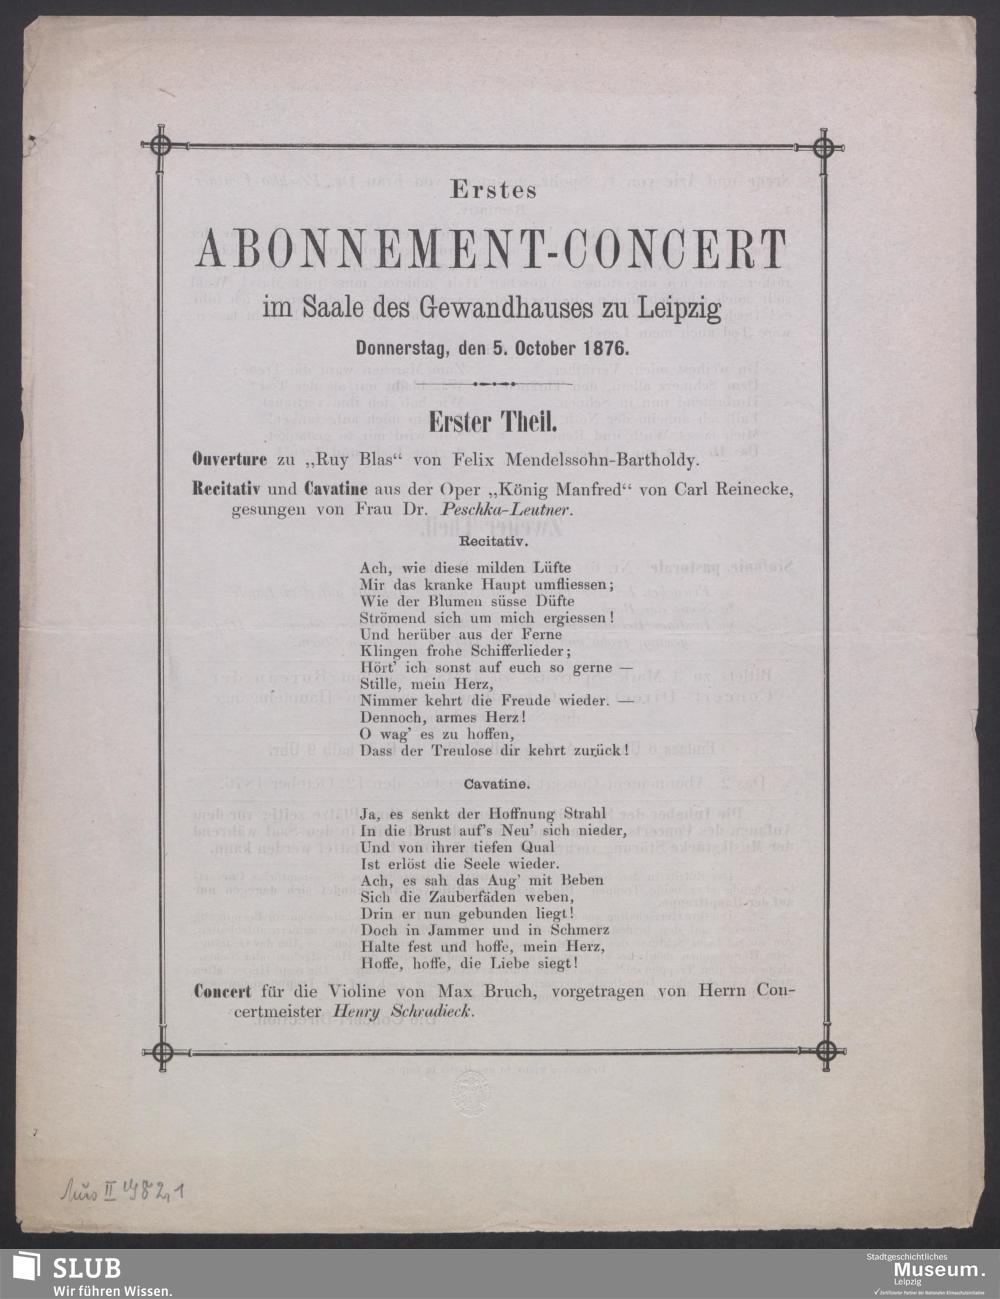 Erstes
ABONNEMENT-CONCERT
im Saale des Gewandhauses zu Leipzig
Donnerstag, den 5. October 1876.
Erster Theil.
Ouverture zu „Ruy Blas“ von Felix Mendelssohn-Bartholdy.
Recitativ und Cavatine aus der Oper „König Manfred“ von Carl Reinecke,
gesungen von Frau Dr. Peschka-Leutner.
Recitativ.
Ach, wie diese milden Lüfte
Mir das kranke Haupt umfliessen;
Wie der Blumen süsse Düfte
Strömend sich um mich ergiessen!
Und herüber aus der Ferne
Klingen frohe Schifferlieder;
Hört' ich sonst auf euch so gerne —
Stille, mein Herz,
Nimmer kehrt die Freude wieder. —
Dennoch, armes Herz!
O wag' es zu hoffen,
Dass der Treulose dir kehrt zurück!
Cavatine.
Ja, es senkt der Hoffnung Strahl
In die Brust auf's Neu' sich nieder,
Und von ihrer tiefen Qual
Ist erlöst die Seele wieder.
Ach, es sah das Aug' mit Beben
Sich die Zauberfäden weben,
Drin er nun gebunden liegt!
Doch in Jammer und in Schmerz
Halte fest und hoffe, mein Herz,
Hoffe, hoffe, die Liebe siegt!
Concert für die Violine von Max Bruch, vorgetragen von Herrn Con-
certmeister Henry Schradieck.
Mus II
SLUB
Wir führen Wissen.
Stadtgeschichtliches
Museum.
Leipzig
Zertifizierter Partner der Nationalen Klimaschutzinitiative